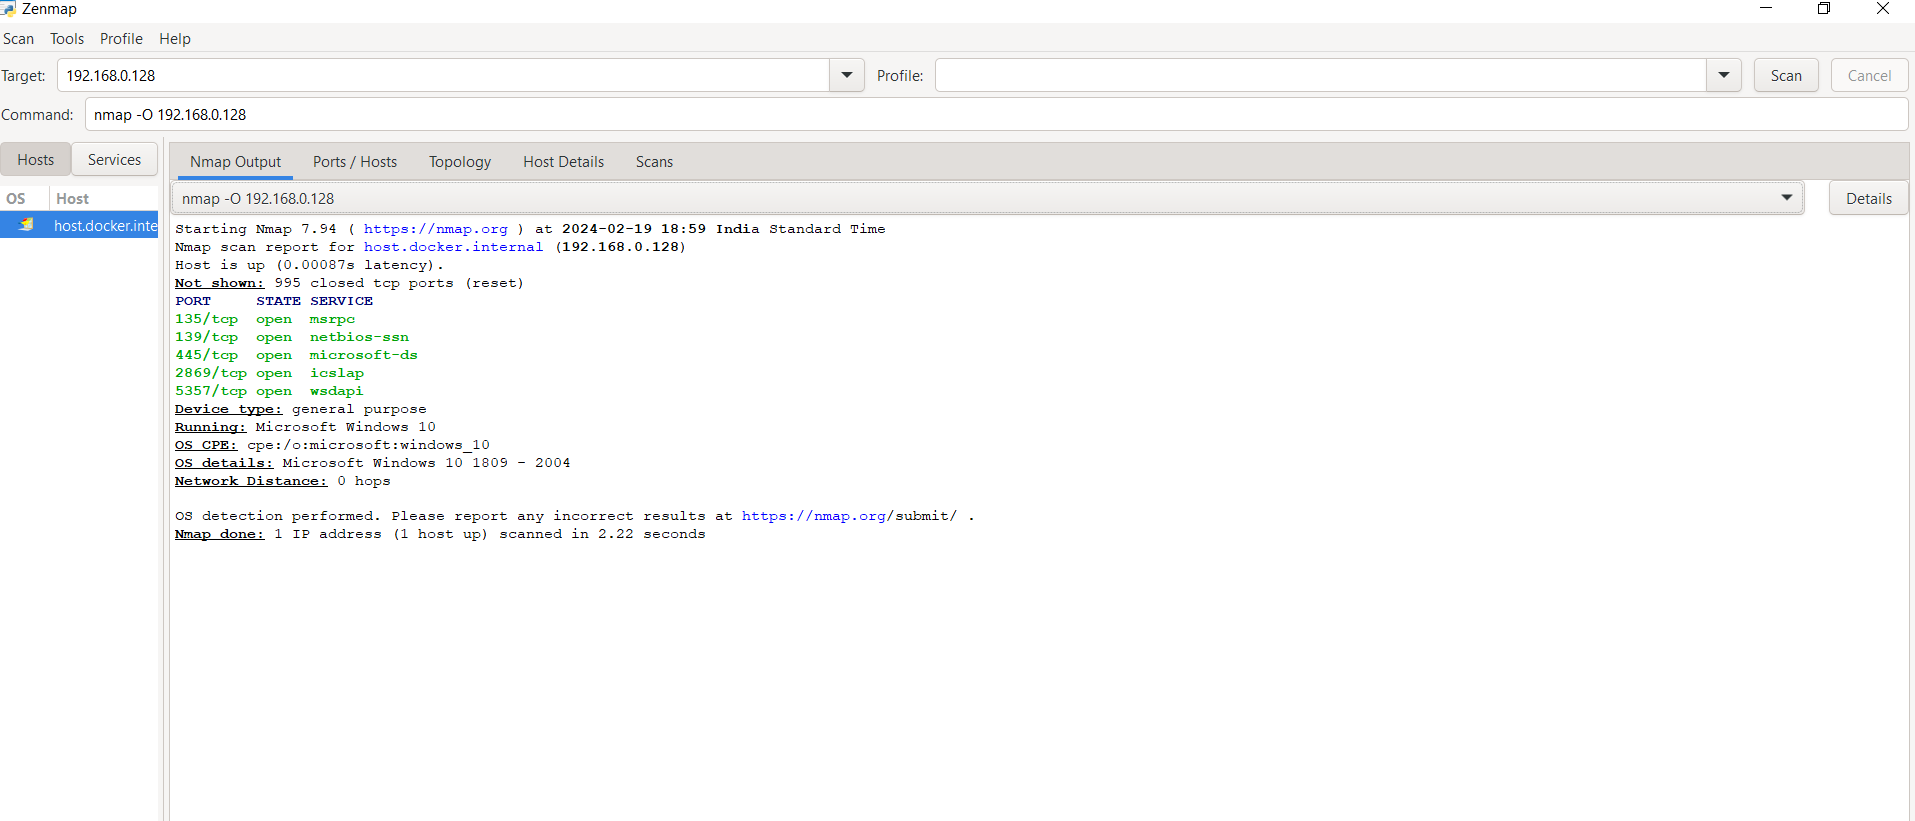 Zenmap
Scan Tools Profile Help
Target: 192.168.0.128 Profile: Scan Cancel
Command: nmap -O 192.168.0.128
Hosts Services Nmap Output Ports / Hosts Topology Host Details Scans
OS Host nmap -O 192.168.0.128 Details
host.docker.inte
Starting Nmap 7.94 ( https://nmap.org ) at 2024-02-19 18:59 India Standard Time
Nmap scan report for host.docker.internal (192.168.0.128)
Host is up (0.00087s latency).
Not shown: 995 closed tcp ports (reset)
PORT STATE SERVICE
135/tcp open msrpc
139/tcp open netbios-ssn
445/tcp open microsoft-ds
2869/tcp open icslap
5357/tcp open wsdapi
Device type: general purpose
Running: Microsoft Windows 10
OS CPE: cpe:/o:microsoft:windows_10
OS details: Microsoft Windows 10 1809 - 2004
Network Distance: 0 hops
OS detection performed. Please report any incorrect results at https://nmap.org/submit/ .
Nmap done: 1 IP address (1 host up) scanned in 2.22 seconds